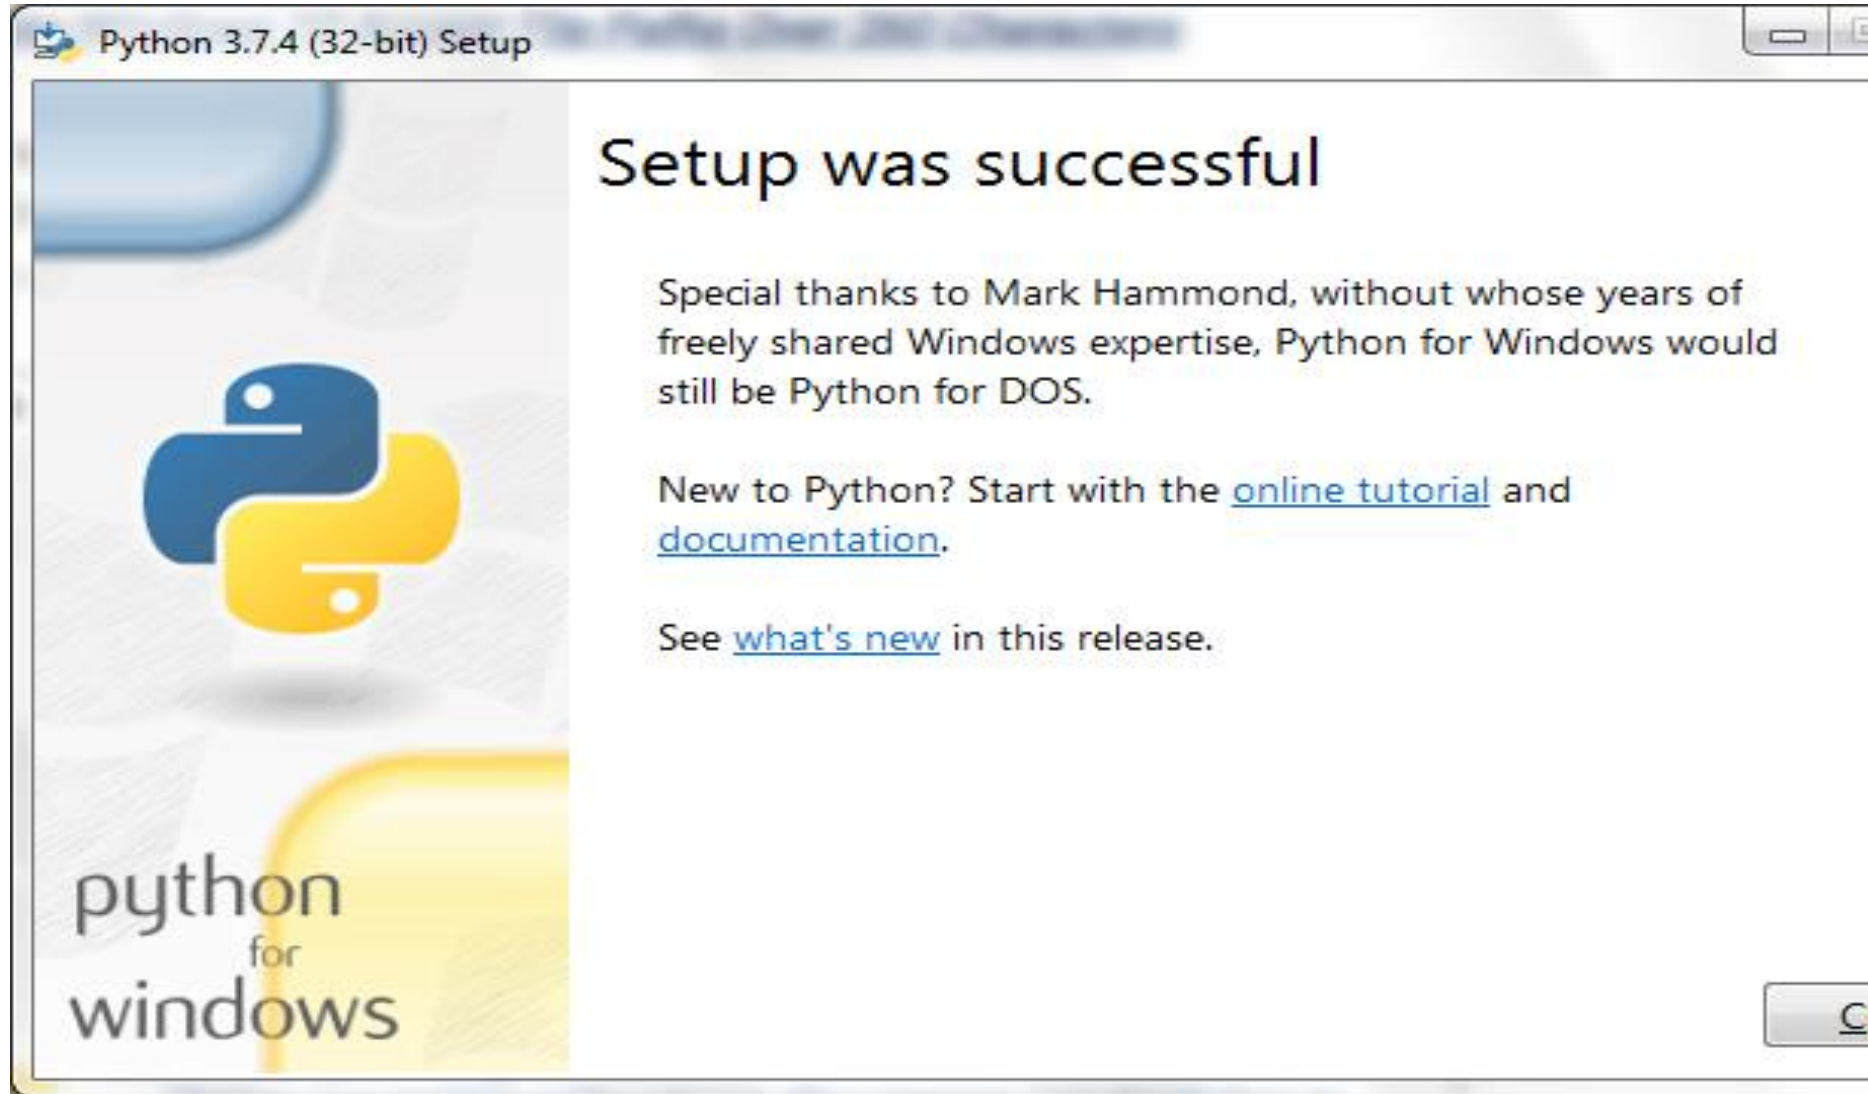 Python 3.7.4 (32-bit) Setup
Setup was successful
Special thanks to Mark Hammond, without whose years of
freely shared Windows expertise, Python for Windows would
still be Python for DOS.
New to Python? Start with the online tutorial and
documentation.
See what's new in this release.
python
for
windows